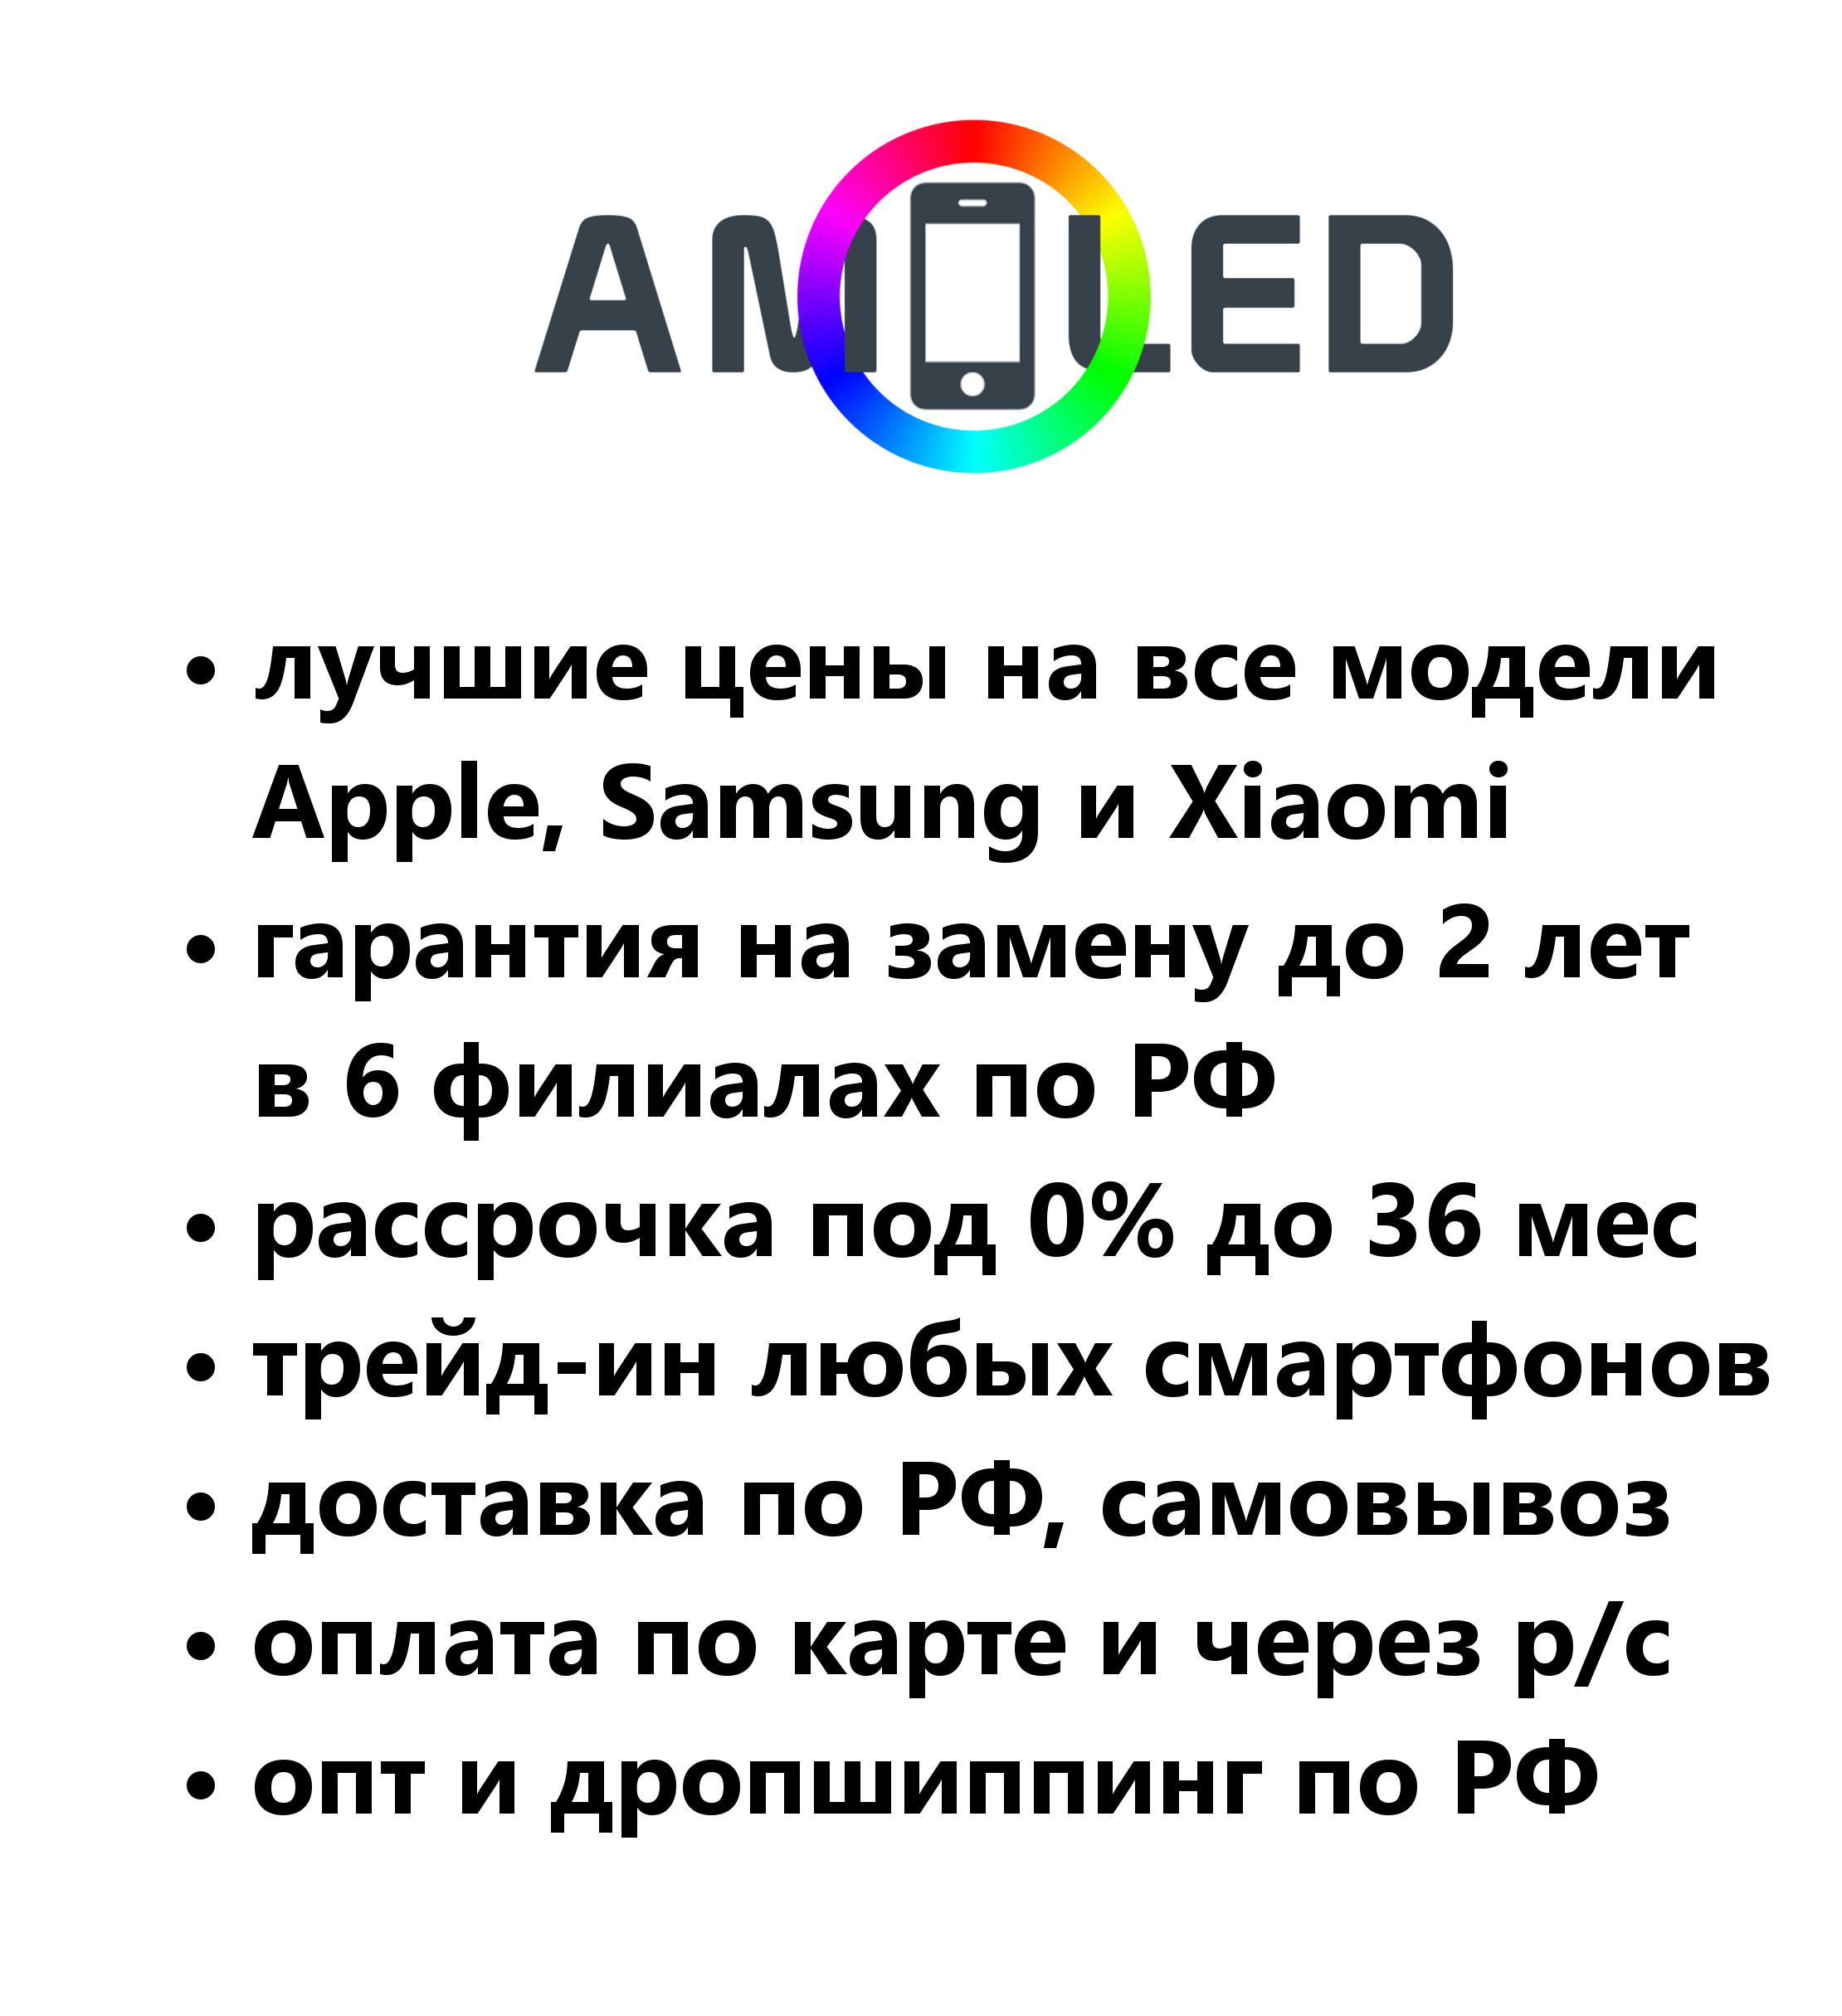 AMOLED
• лучшие цены на все модели
Apple, Samsung и Xiaomi
• гарантия на замену до 2 лет
в 6 филиалах по РФ
• рассрочка под 0% до 36 мес
• трейд-ин любых смартфонов
• доставка по РФ, самовывоз
• оплата по карте и через р/с
• опт и дропшиппинг по РФ